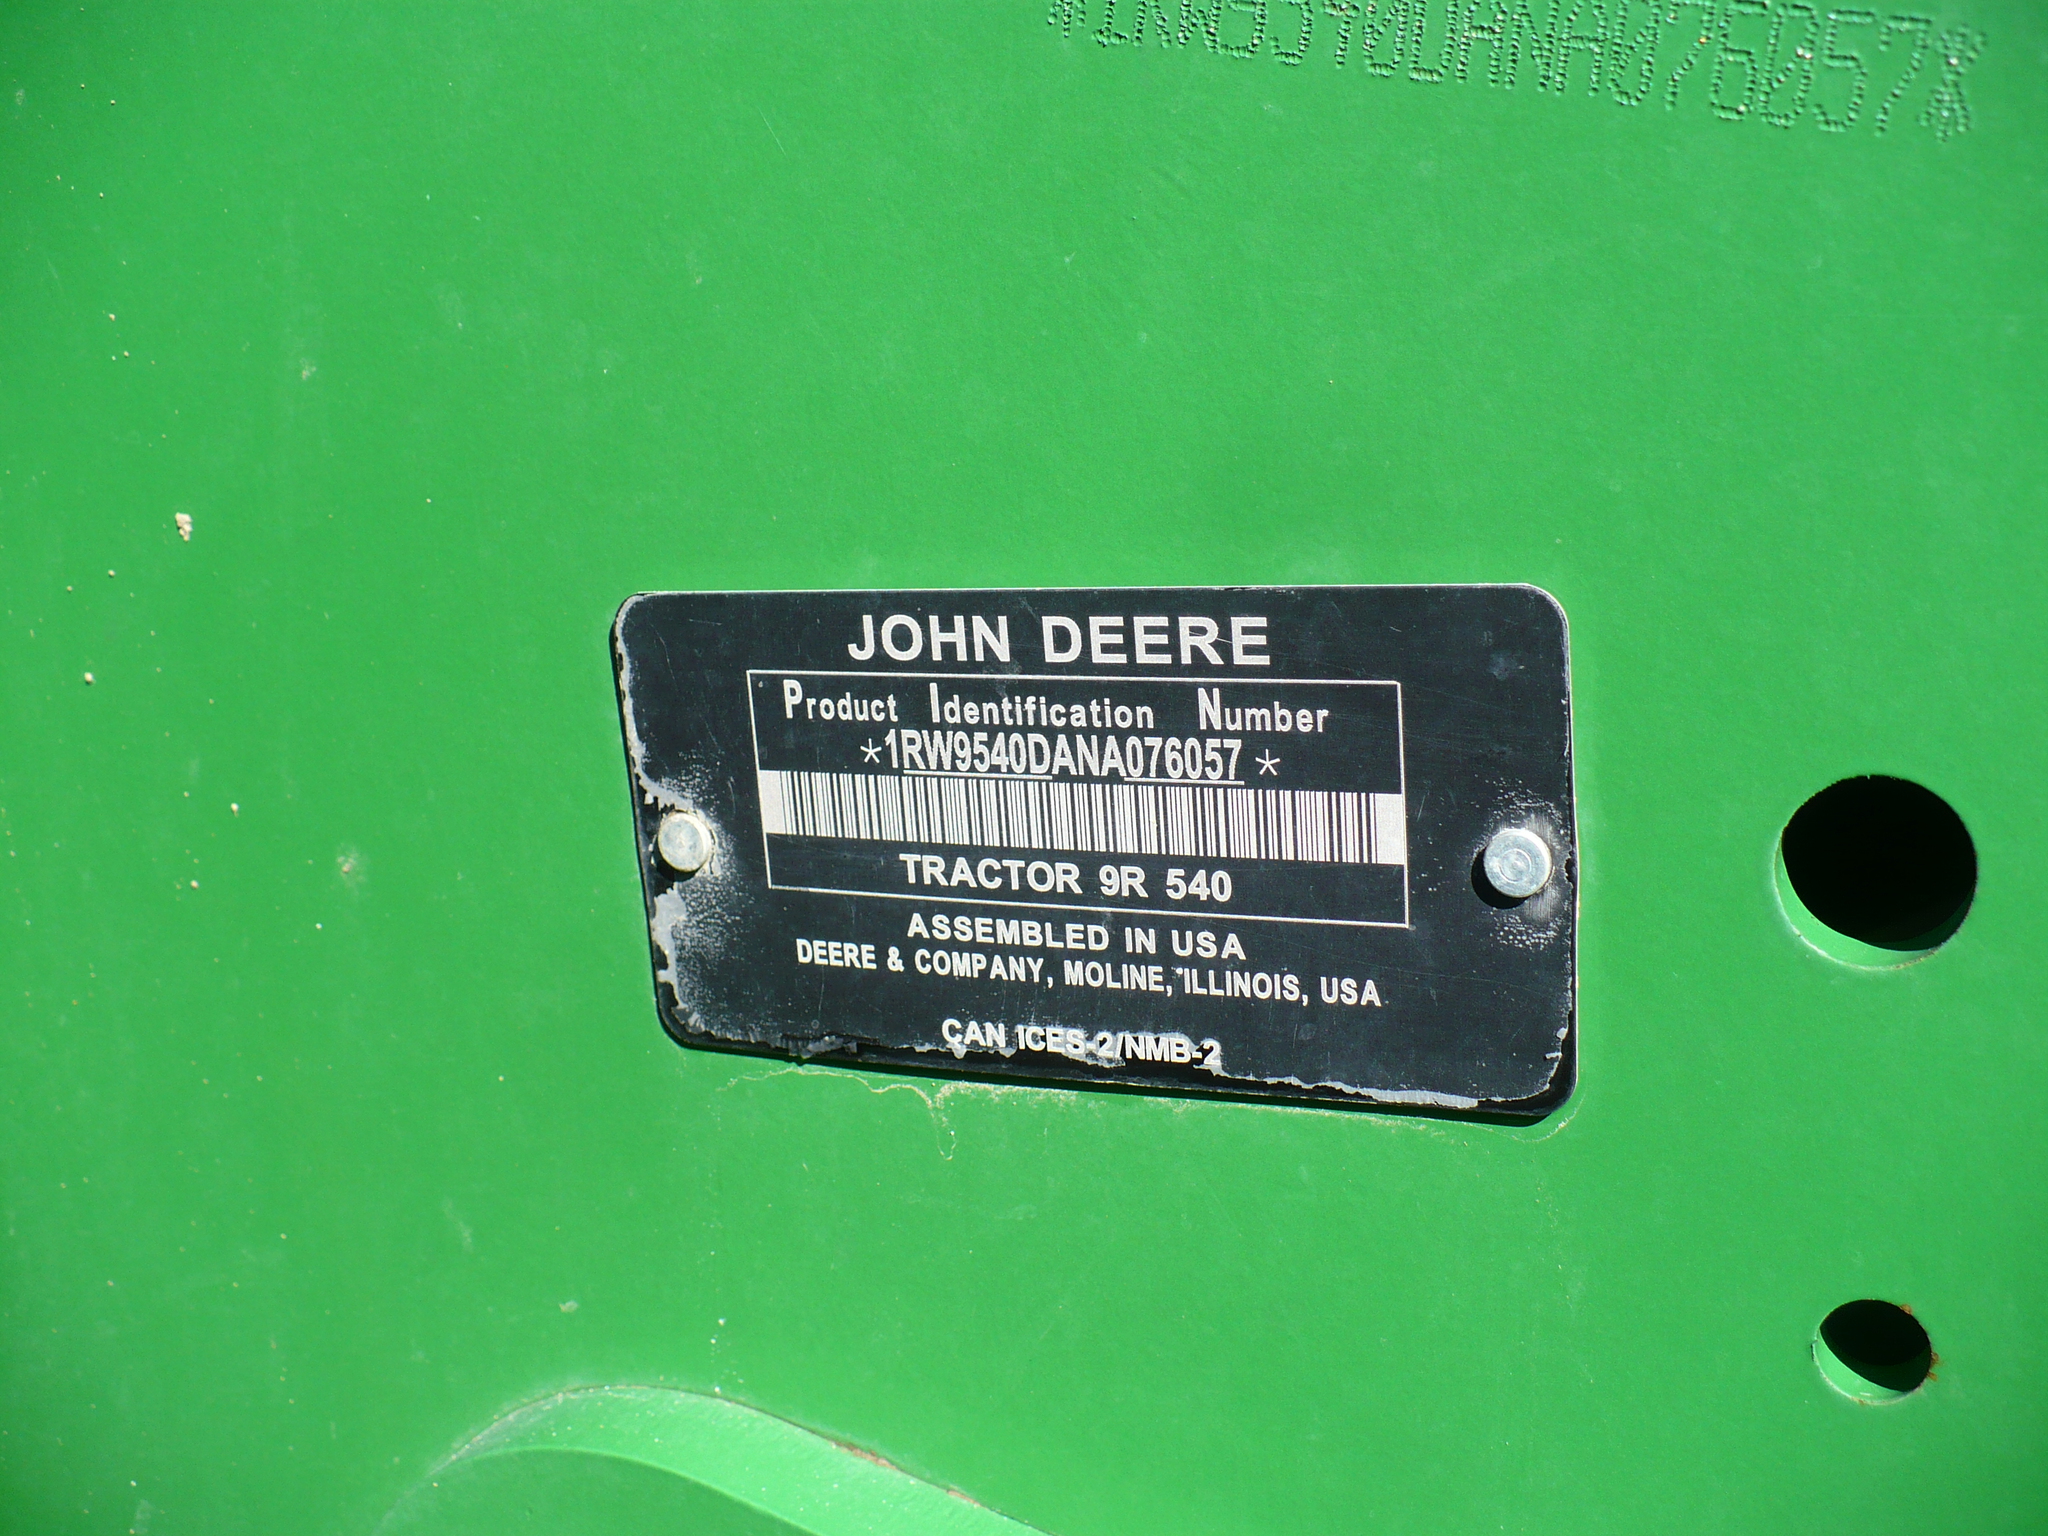 *1RW9540DANA076057*
JOHN DEERE
Product Identification Number
*1RW9540DANA076057*
TRACTOR 9R 540
ASSEMBLED IN USA
DEERE & COMPANY, MOLINE, ILLINOIS, USA
CAN ICES-2/NMB-2